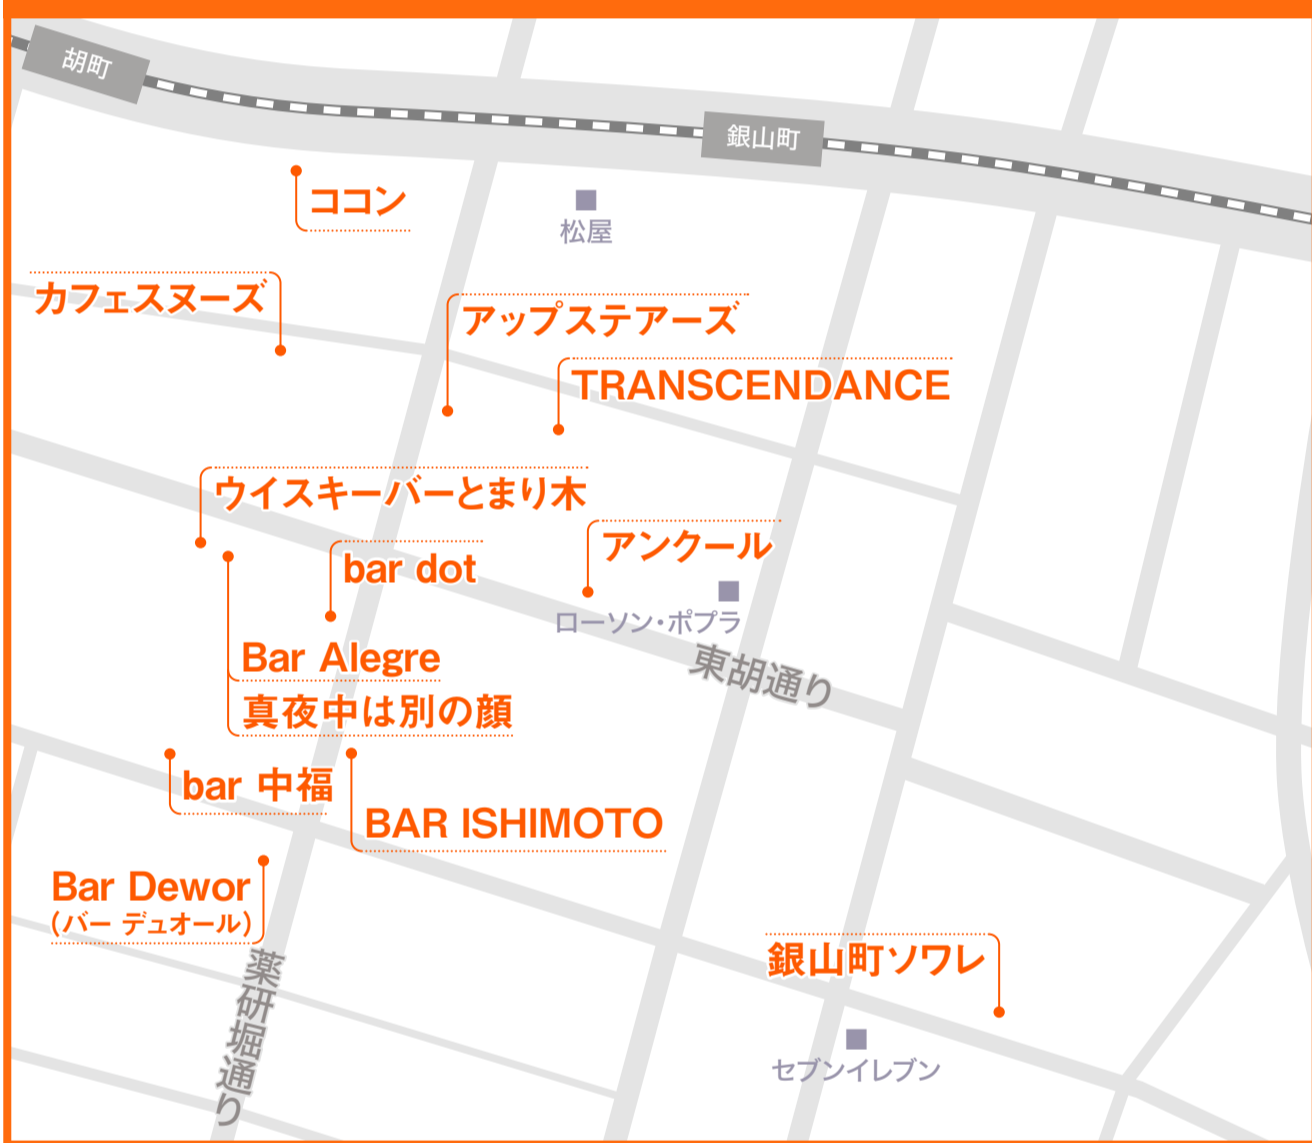 胡町
銀山町
ココン
松屋
カフェスヌーズ
アップステアーズ
TRANSCENDANCE
ウイスキーバーとまり木
アンクール
bar dot
ローソン・ポプラ
Bar Alegre
東胡通り
真夜中は別の顔
bar 中福
BAR ISHIMOTO
Bar Dewor
(バー デュオール)
銀山町ソワレ
薬研堀通り
セブンイレブン